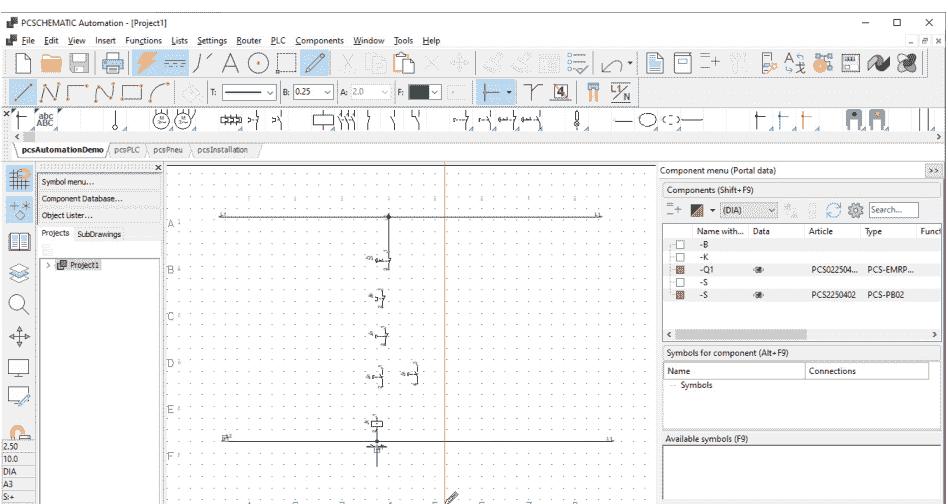 PCSCHEMATIC Automation - [Project1]
File Edit View Insert Functions Lists Settings Router PLC Components Window Tools Help
T: B: 0.25 A: 2.0 F:
abc
ABC
pcsAutomationDemo pcsPLC pcsPneu pcsInstallation
Symbol menu...
Component Database...
Object Lister...
Projects SubDrawings
Project1
2.50
10.0
DIA
A3
S:+
A
B
C
D
E
F
Component menu (Portal data) >>
Components (Shift+F9)
(DIA) Search...
Name with... Data Article Type Funct
-B
-K
-Q1 PCS022504... PCS-EMRP...
-S
-S PCS2250402 PCS-PB02
Symbols for component (Alt+F9)
Name Connections
Symbols
Available symbols (F9)